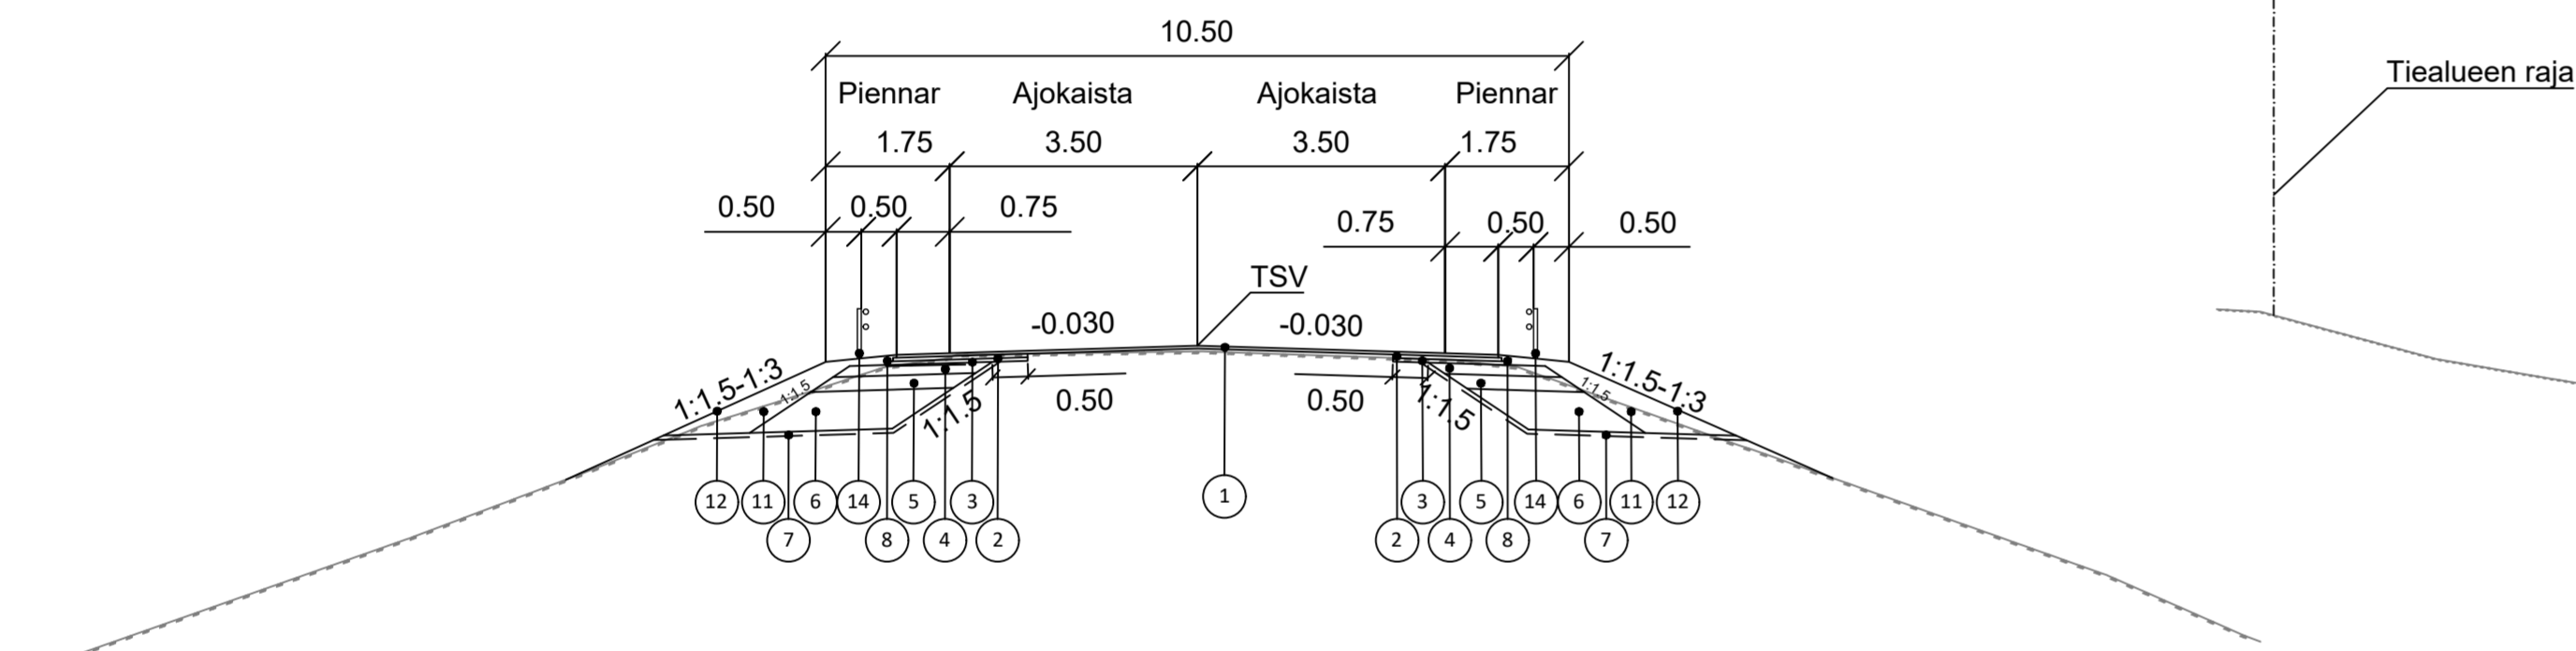 10.50
Tiealueen raja
Piennar Ajokaista Ajokaista Piennar
1.75 3.50 3.50 1.75
0.50 0.50 0.75 0.75 0.50 0.50
TSV
-0.030 -0.030
1:1.5-1:3 1:1.5 1:1.5 1:1.5-1:3
1:1.5 0.50 0.50 1:1.5
12 11 6 14 5 3 1 3 5 14 6 11 12
7 8 4 2 2 4 8 7